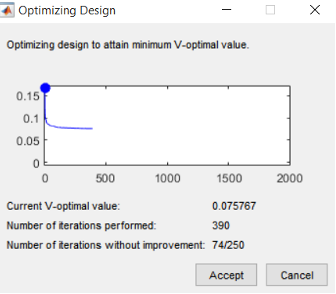 Optimizing Design
Optimizing design to attain minimum V-optimal value.
0.15
0.1
0.05
0
0 500 1000 1500 2000
Current V-optimal value: 0.075767
Number of iterations performed: 390
Number of iterations without improvement: 74/250
Accept Cancel